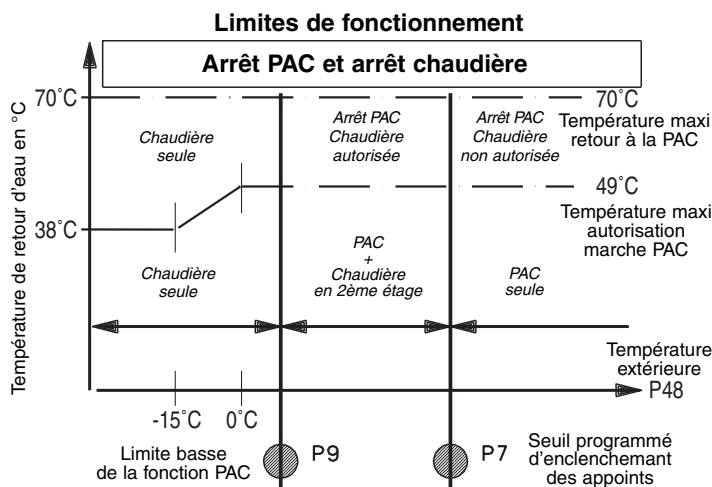 Limites de fonctionnement
Arrêt PAC et arrêt chaudière
Température de retour d'eau en °C
70°C
Chaudière
seule
Arrêt PAC
Chaudière
autorisée
Arrêt PAC
Chaudière
non autorisée
70°C
Température maxi
retour à la PAC
49°C
Température maxi
autorisation
marche PAC
38°C
Chaudière
seule
PAC
+
Chaudière
en 2ème étage
PAC
seule
Température
extérieure
P48
-15°C
0°C
Limite basse
de la fonction PAC
P9
P7
Seuil programmé
d'enclenchement
des appoints